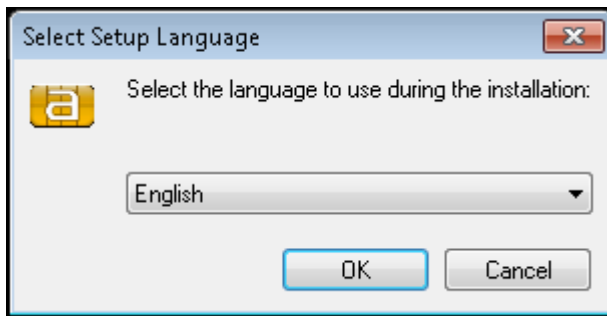 Select Setup Language
a
Select the language to use during the installation:
English
OK
Cancel